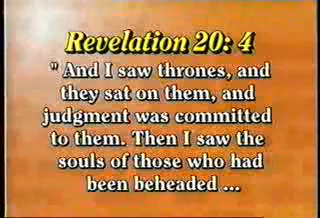 Revelation 20: 4
" And I saw thrones, and
they sat on them, and
judgment was committed
to them. Then I saw the
souls of those who had
been beheaded ...